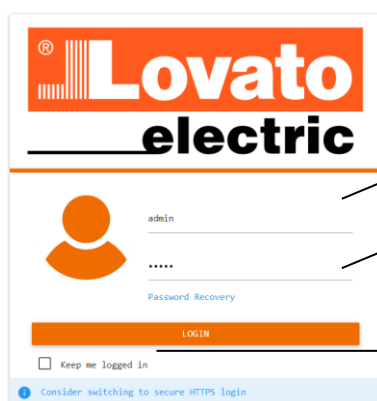 ® Lovato
electric
admin
•••••
Password Recovery
LOGIN
Keep me logged in
Consider switching to secure HTTPS login